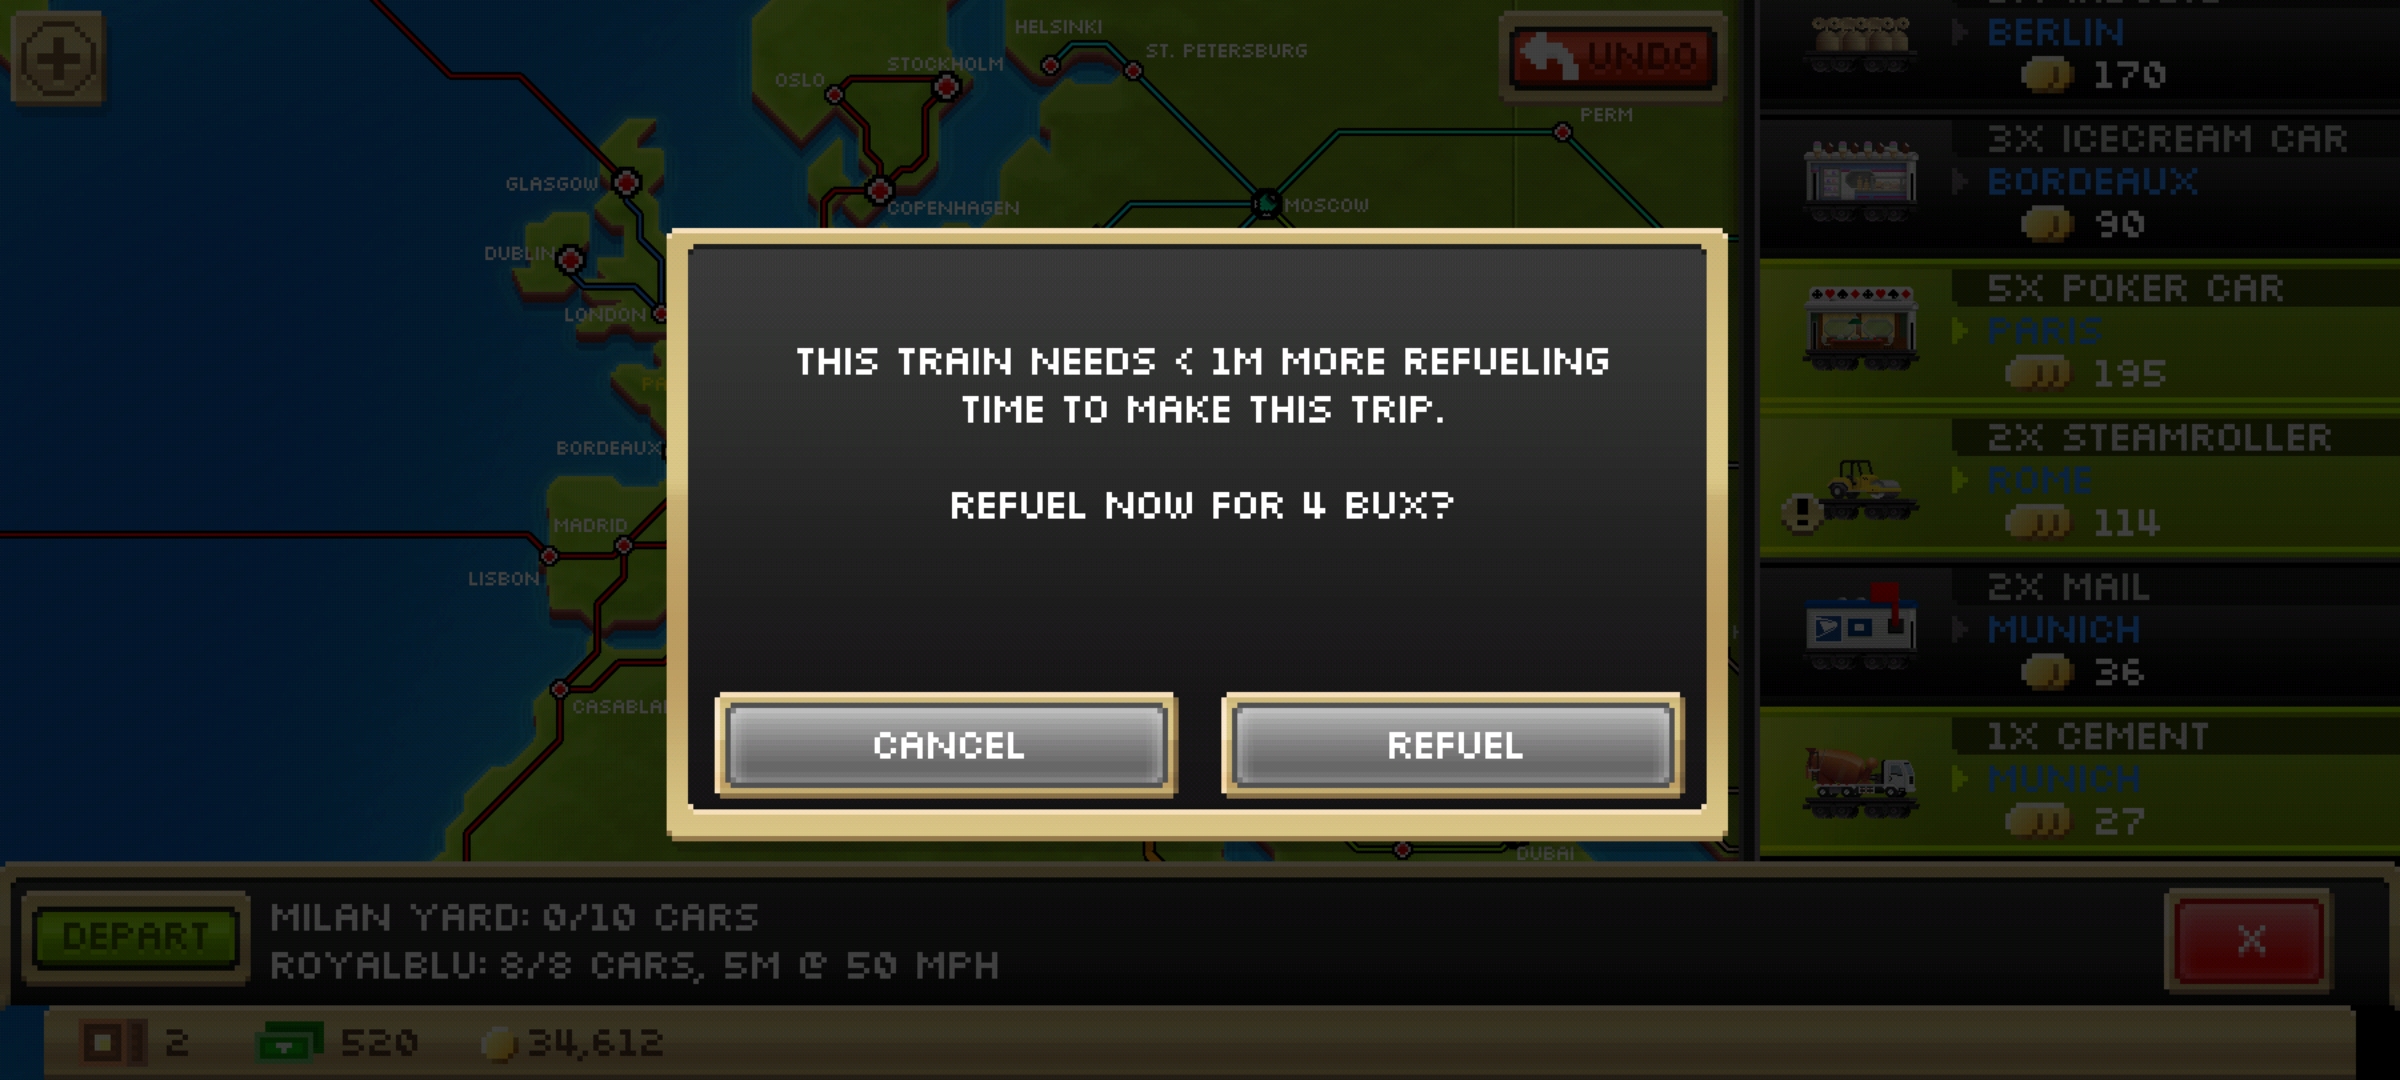 HELSINKI
ST. PETERSBURG
STOCKHOLM
OSLO
UNDO
PERM
GLASGOW
COPENHAGEN
MOSCOW
DUBLIN
LONDON
PA
BORDEAUX
MADRID
LISBON
CASABLA
DUBAI
THIS TRAIN NEEDS < 1M MORE REFUELING
TIME TO MAKE THIS TRIP.
REFUEL NOW FOR 4 BUX?
CANCEL
REFUEL
BERLIN
170
3X ICECREAM CAR
BORDEAUX
90
5X POKER CAR
PARIS
195
2X STEAMROLLER
ROME
114
2X MAIL
MUNICH
36
1X CEMENT
MUNICH
27
DEPART
MILAN YARD: 0/10 CARS
ROYALBLU: 8/8 CARS, 5M @ 50 MPH
X
2
520
34,612